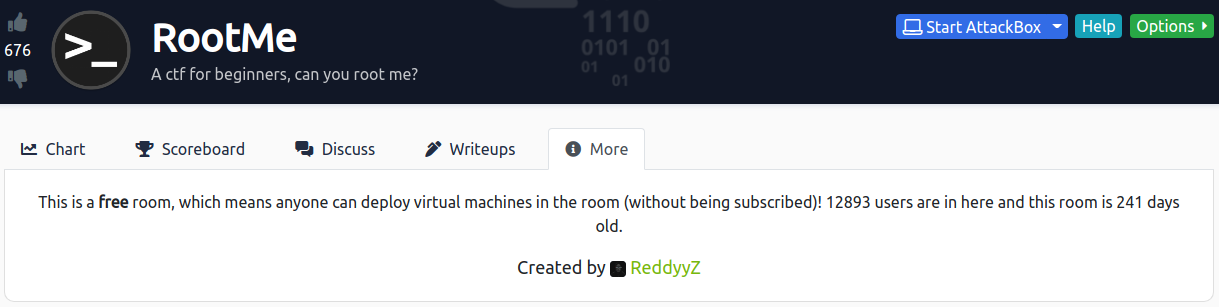 676
>_
RootMe
A ctf for beginners, can you root me?
1110
0101 01
01 010
01
Start AttackBox
Help
Options
Chart
Scoreboard
Discuss
Writeups
More
This is a free room, which means anyone can deploy virtual machines in the room (without being subscribed)! 12893 users are in here and this room is 241 days
old.
Created by ReddyyZ